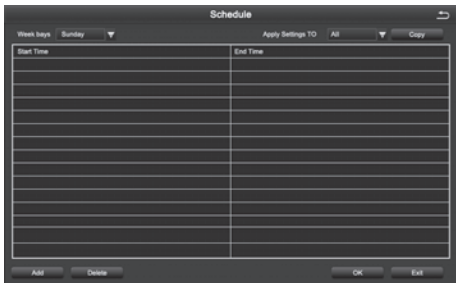 Schedule
Week bays Sunday Apply Settings TO All Copy
Start Time End Time
Add Delete OK Exit